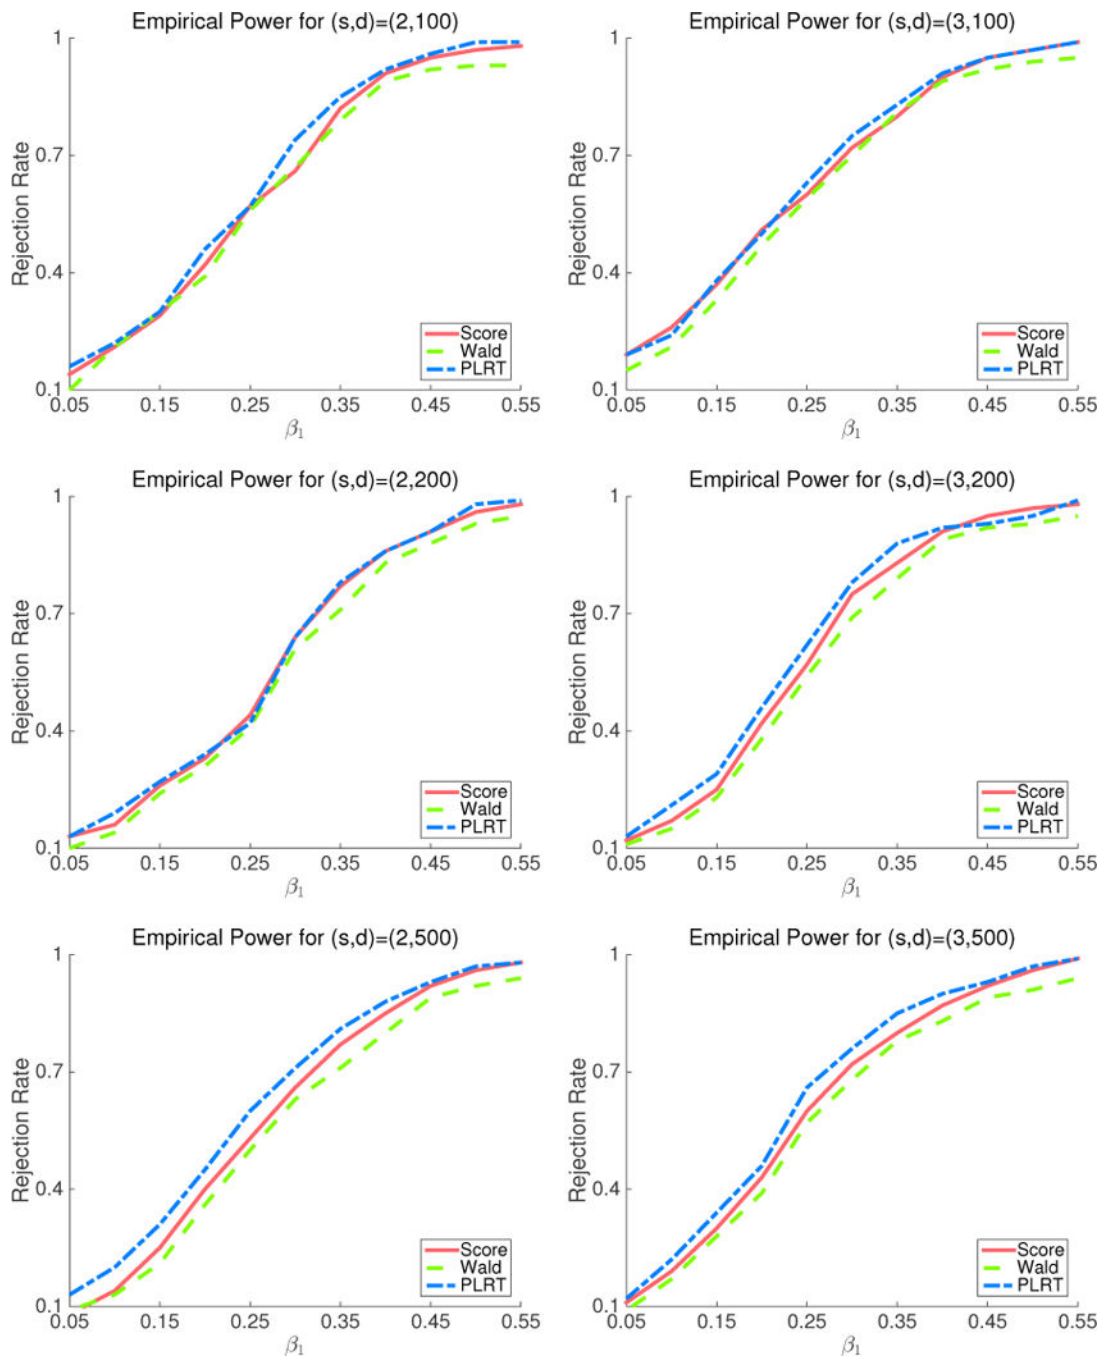 Empirical Power for (s,d)=(2,100)
1
0.7
0.4
0.1
Rejection Rate
Score
Wald
PLRT
0.05 0.15 0.25 0.35 0.45 0.55
β1
Empirical Power for (s,d)=(3,100)
1
0.7
0.4
0.1
Rejection Rate
Score
Wald
PLRT
0.05 0.15 0.25 0.35 0.45 0.55
β1
Empirical Power for (s,d)=(2,200)
1
0.7
0.4
0.1
Rejection Rate
Score
Wald
PLRT
0.05 0.15 0.25 0.35 0.45 0.55
β1
Empirical Power for (s,d)=(3,200)
1
0.7
0.4
0.1
Rejection Rate
Score
Wald
PLRT
0.05 0.15 0.25 0.35 0.45 0.55
β1
Empirical Power for (s,d)=(2,500)
1
0.7
0.4
0.1
Rejection Rate
Score
Wald
PLRT
0.05 0.15 0.25 0.35 0.45 0.55
β1
Empirical Power for (s,d)=(3,500)
1
0.7
0.4
0.1
Rejection Rate
Score
Wald
PLRT
0.05 0.15 0.25 0.35 0.45 0.55
β1